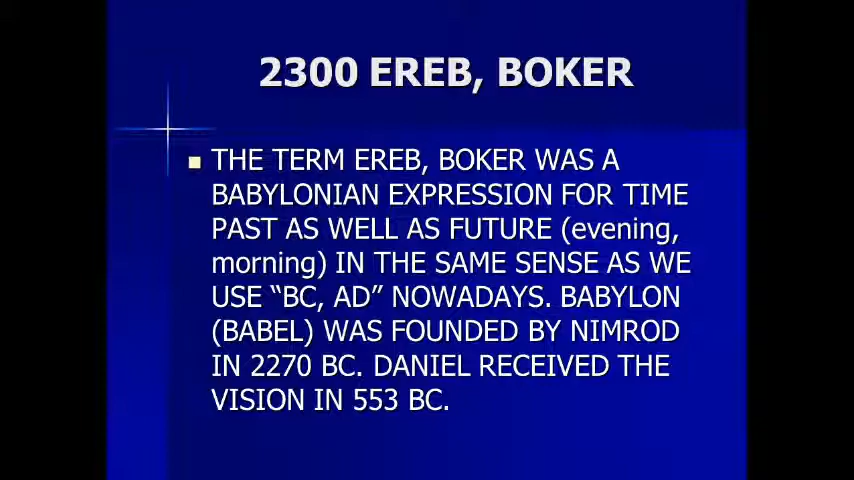 2300 EREB, BOKER
THE TERM EREB, BOKER WAS A
BABYLONIAN EXPRESSION FOR TIME
PAST AS WELL AS FUTURE (evening,
morning) IN THE SAME SENSE AS WE
USE “BC, AD” NOWADAYS. BABYLON
(BABEL) WAS FOUNDED BY NIMROD
IN 2270 BC. DANIEL RECEIVED THE
VISION IN 553 BC.